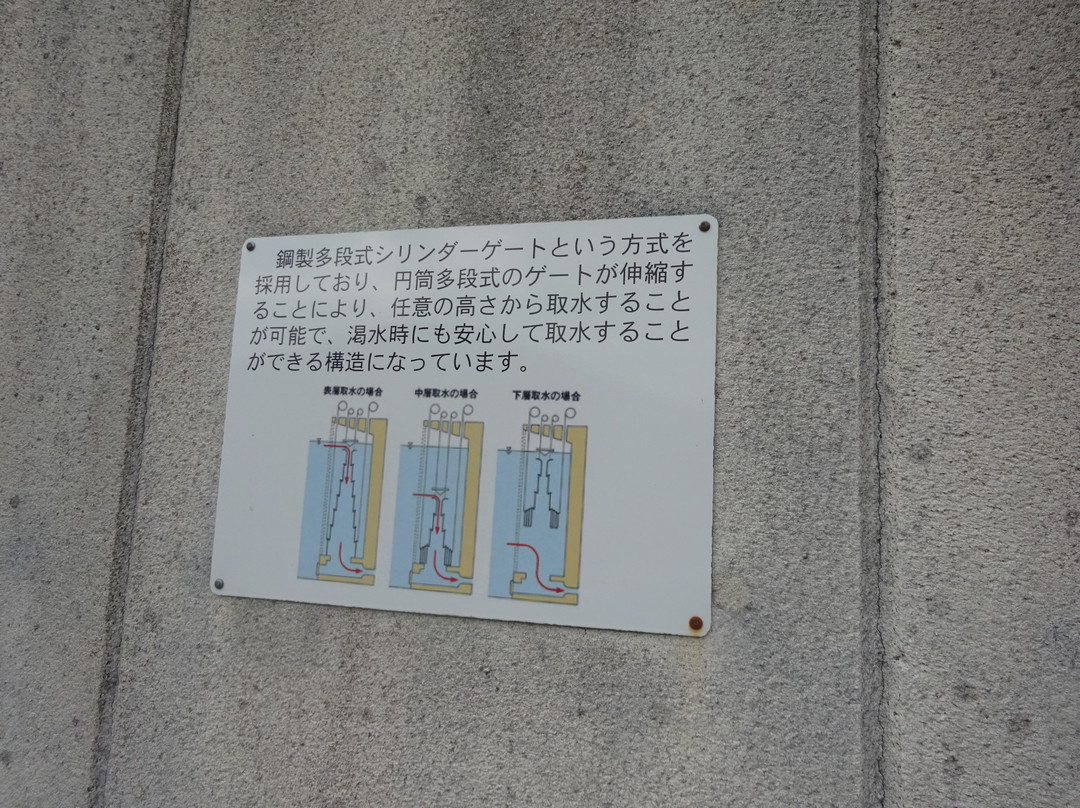 鋼製多段式シリンダーゲートという方式を
採用しており、円筒多段式のゲートが伸縮す
ることにより、任意の高さから取水すること
が可能で、渇水時にも安心して取水すること
ができる構造になっています。
表層取水の場合
中層取水の場合
下層取水の場合